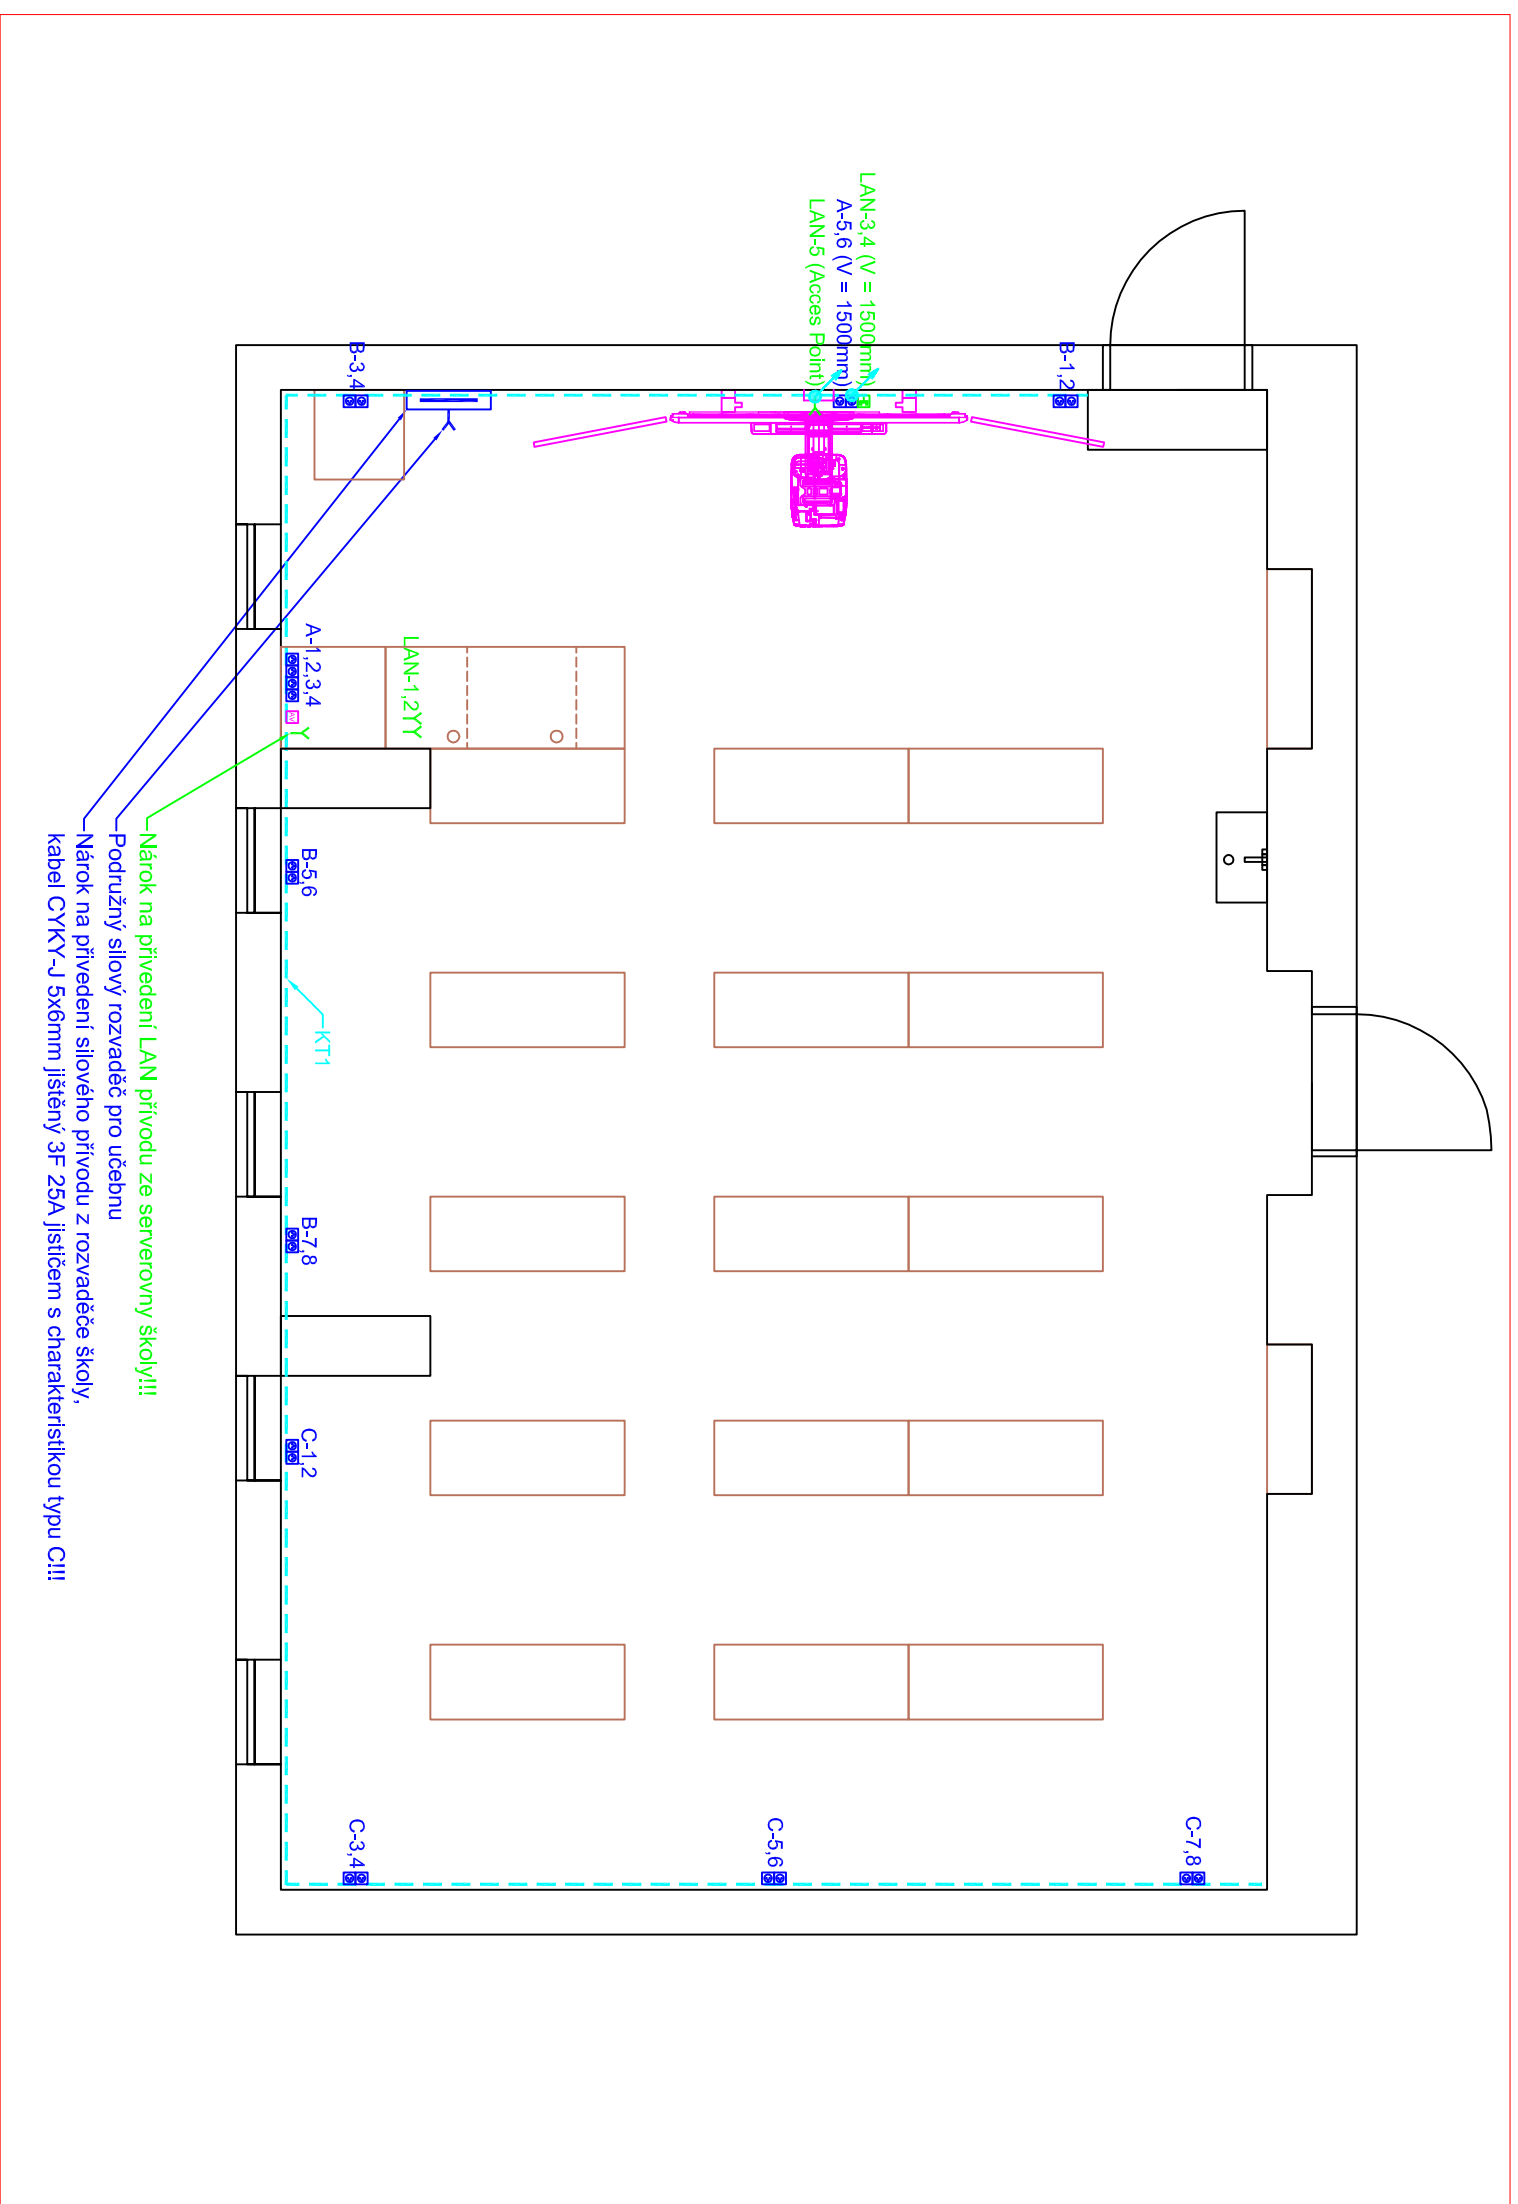 LAN-3,4 (V = 1500mm)
A-5,6 (V = 1500mm)
LAN-5 (Acces Point)
B-1,2
B-3,4
A-1,2,3,4
LAN-1,2YY
AV
Y
B-5,6
KT1
B-7,8
C-1,2
C-3,4
C-5,6
C-7,8
Nárok na přivedení LAN přívodu ze serverovny školy!!!
Podružný silový rozvaděč pro učebnu
Nárok na přivedení silového přívodu z rozvaděče školy,
kabel CYKY-J 5x6mm jištěný 3F 25A jističem s charakteristikou typu C!!!